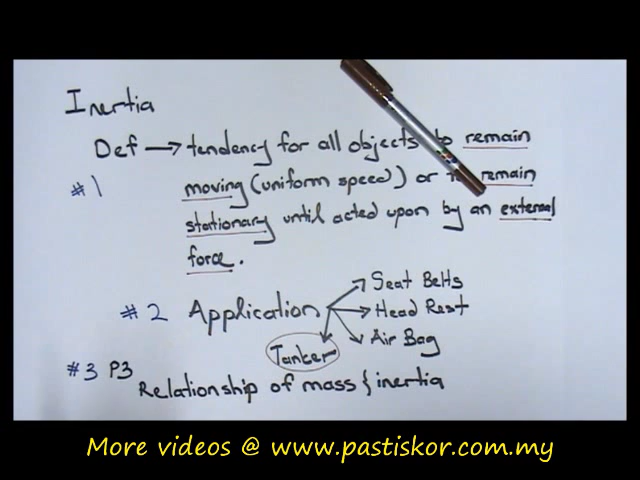 Inertia
Def → tendency for all objects to remain
#1 moving (uniform speed) or remain
stationary until acted upon by an external
force.
#2 Application → Seat Belts
→ Head Rest
→ Air Bag
Tanker
#3 P3
Relationship of mass } inertia
More videos @ www.pastiskor.com.my